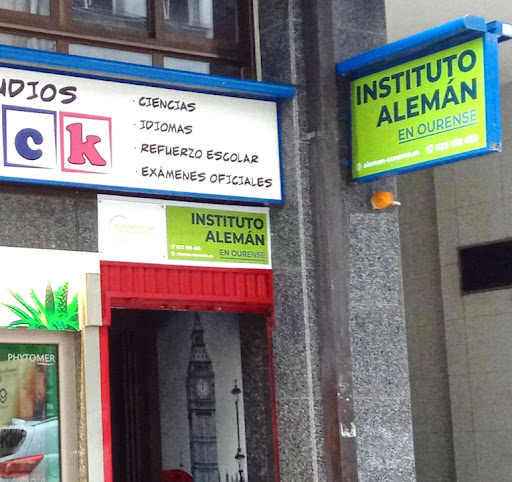 UDIOS
ck
· CIENCIAS
· IDIOMAS
· REFUERZO ESCOLAR
· EXÁMENES OFICIALES
INSTITUTO
ALEMÁN
EN OURENSE
INSTITUTO
ALEMÁN
EN OURENSE
PHYTOMER